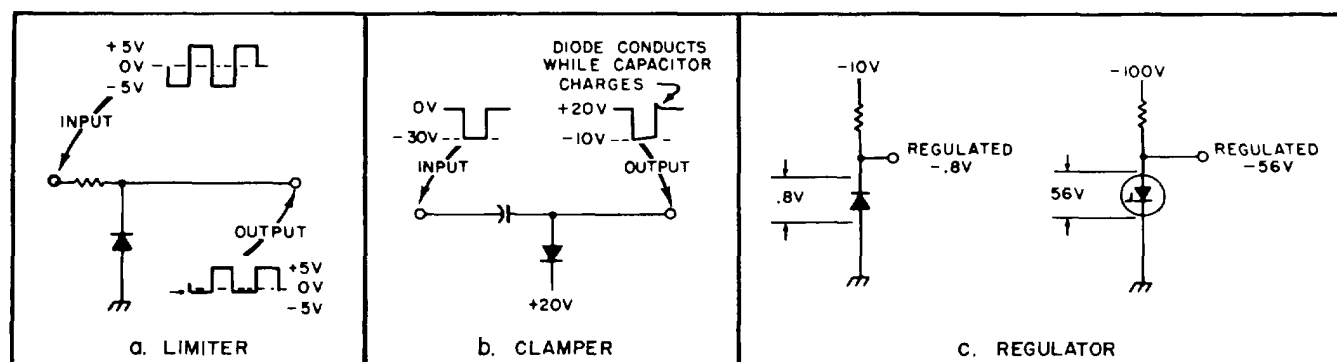 +5V
0V
-5V
INPUT
OUTPUT
+5V
0V
-5V
a. LIMITER
DIODE CONDUCTS
WHILE CAPACITOR
CHARGES
0V
-30V
+20V
-10V
INPUT
OUTPUT
+20V
b. CLAMPER
-10V
REGULATED
-.8V
.8V
-100V
REGULATED
-56V
56V
c. REGULATOR